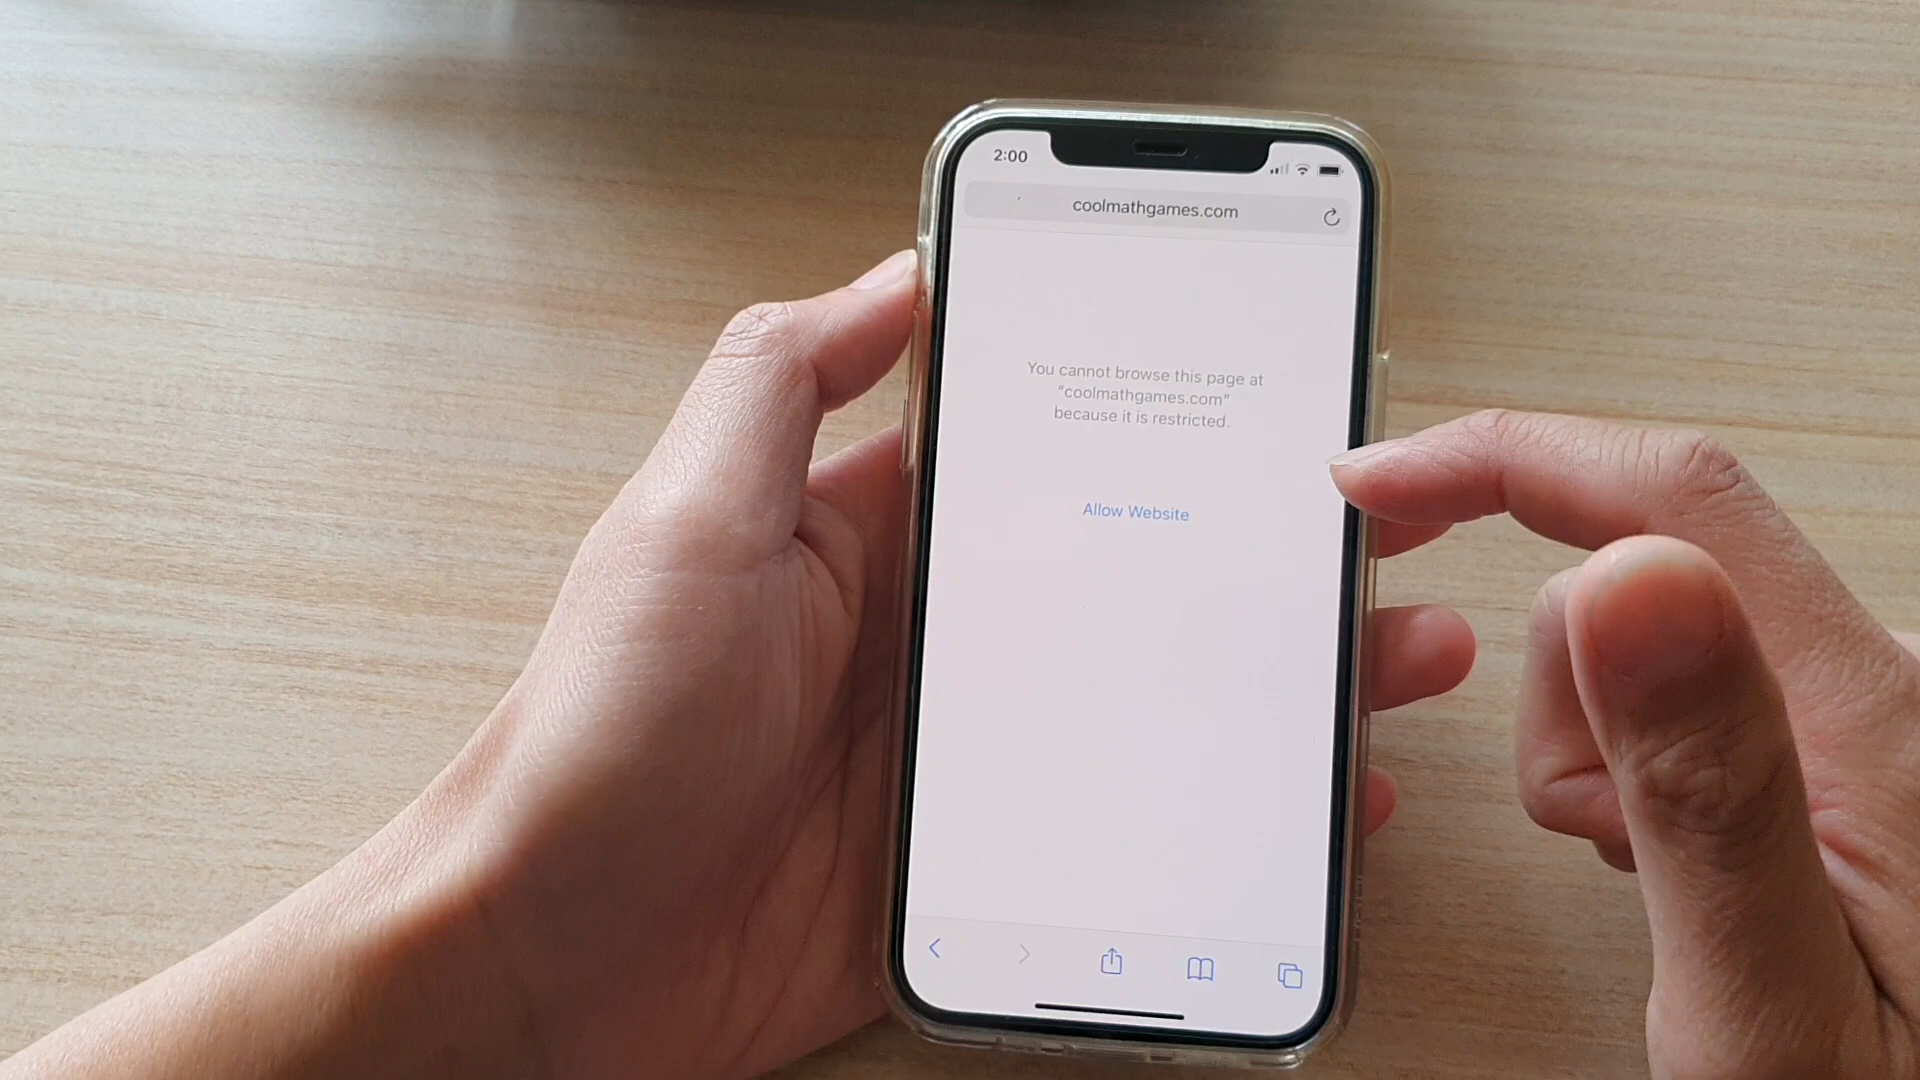 2:00
coolmathgames.com
You cannot browse this page at
“coolmathgames.com”
because it is restricted.
Allow Website